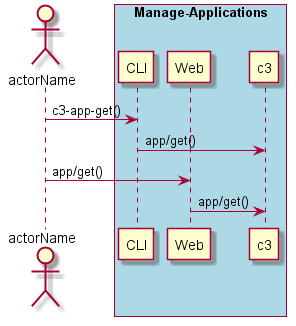 Manage-Applications
actorName
CLI
Web
c3
c3-app-get()
app/get()
app/get()
app/get()
actorName
CLI
Web
c3